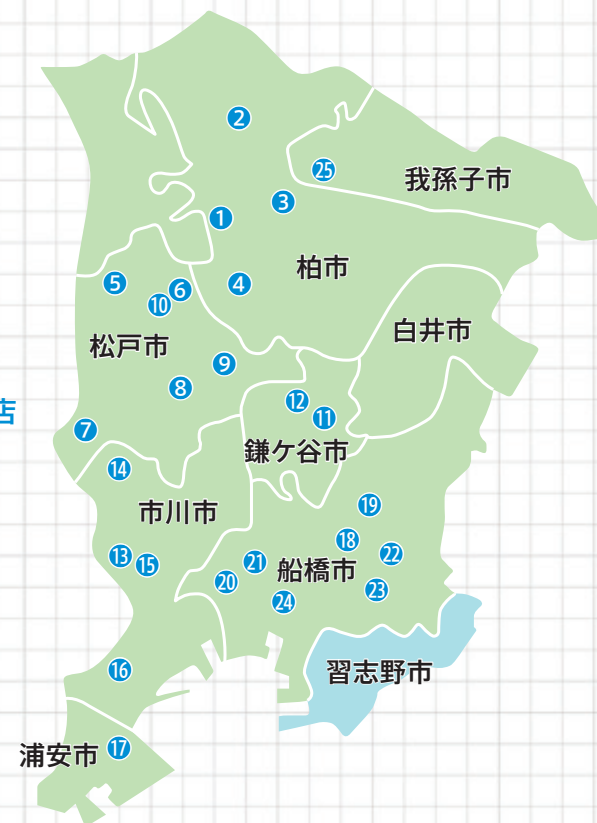 ②
㉕
我孫子市
③
①
柏市
⑤
⑥
④
⑩
白井市
松戸市
⑨
⑧
⑫
店
⑪
⑦
鎌ケ谷市
⑭
⑲
市川市
⑱
⑬
⑮
㉑
船橋市
㉒
⑳
㉓
㉔
⑯
習志野市
浦安市
⑰